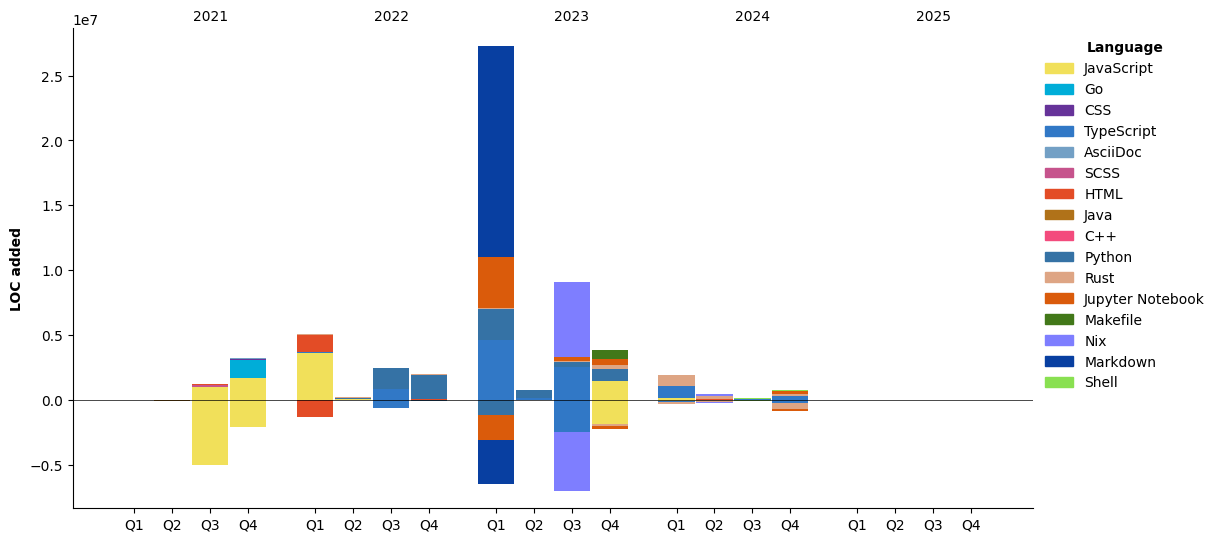 2021 2022 2023 2024 2025
1e7
2.5
2.0
1.5
1.0
0.5
0.0
−0.5
LOC added
Q1 Q2 Q3 Q4 Q1 Q2 Q3 Q4 Q1 Q2 Q3 Q4 Q1 Q2 Q3 Q4 Q1 Q2 Q3 Q4
Language
JavaScript
Go
CSS
TypeScript
AsciiDoc
SCSS
HTML
Java
C++
Python
Rust
Jupyter Notebook
Makefile
Nix
Markdown
Shell